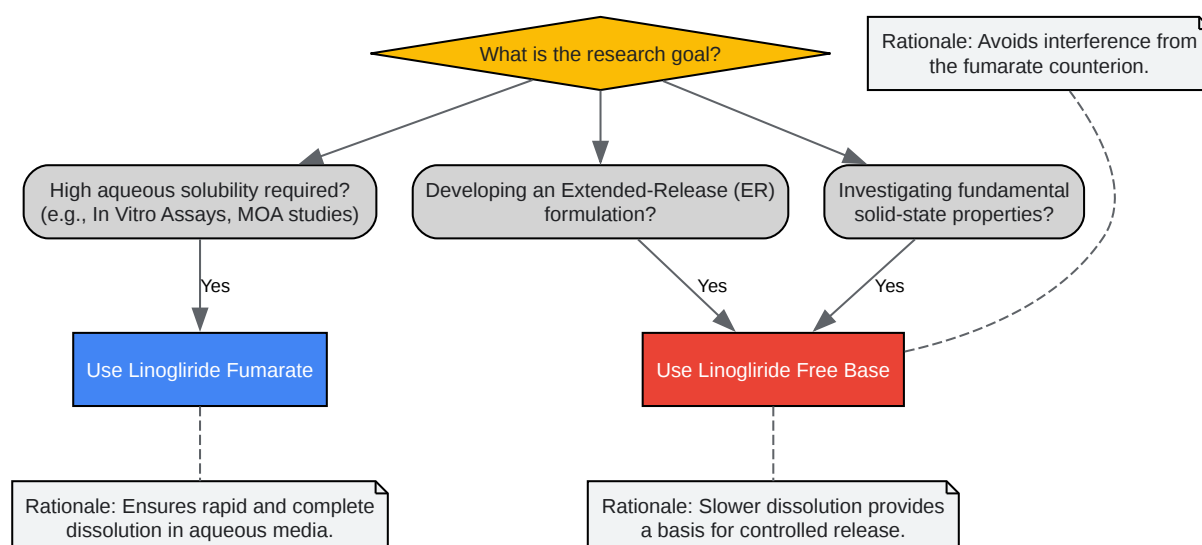 What is the research goal?
Rationale: Avoids interference from
the fumarate counterion.
High aqueous solubility required?
(e.g., In Vitro Assays, MOA studies)
Developing an Extended-Release (ER)
formulation?
Investigating fundamental
solid-state properties?
Yes
Yes
Yes
Use Linogliride Fumarate
Use Linogliride Free Base
Rationale: Ensures rapid and complete
dissolution in aqueous media.
Rationale: Slower dissolution provides
a basis for controlled release.